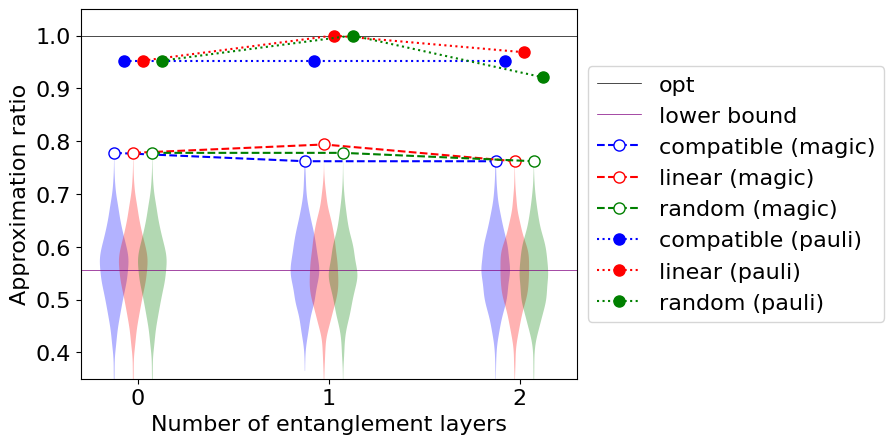 Approximation ratio
1.0
0.9
0.8
0.7
0.6
0.5
0.4
0
1
2
Number of entanglement layers
opt
lower bound
compatible (magic)
linear (magic)
random (magic)
compatible (pauli)
linear (pauli)
random (pauli)